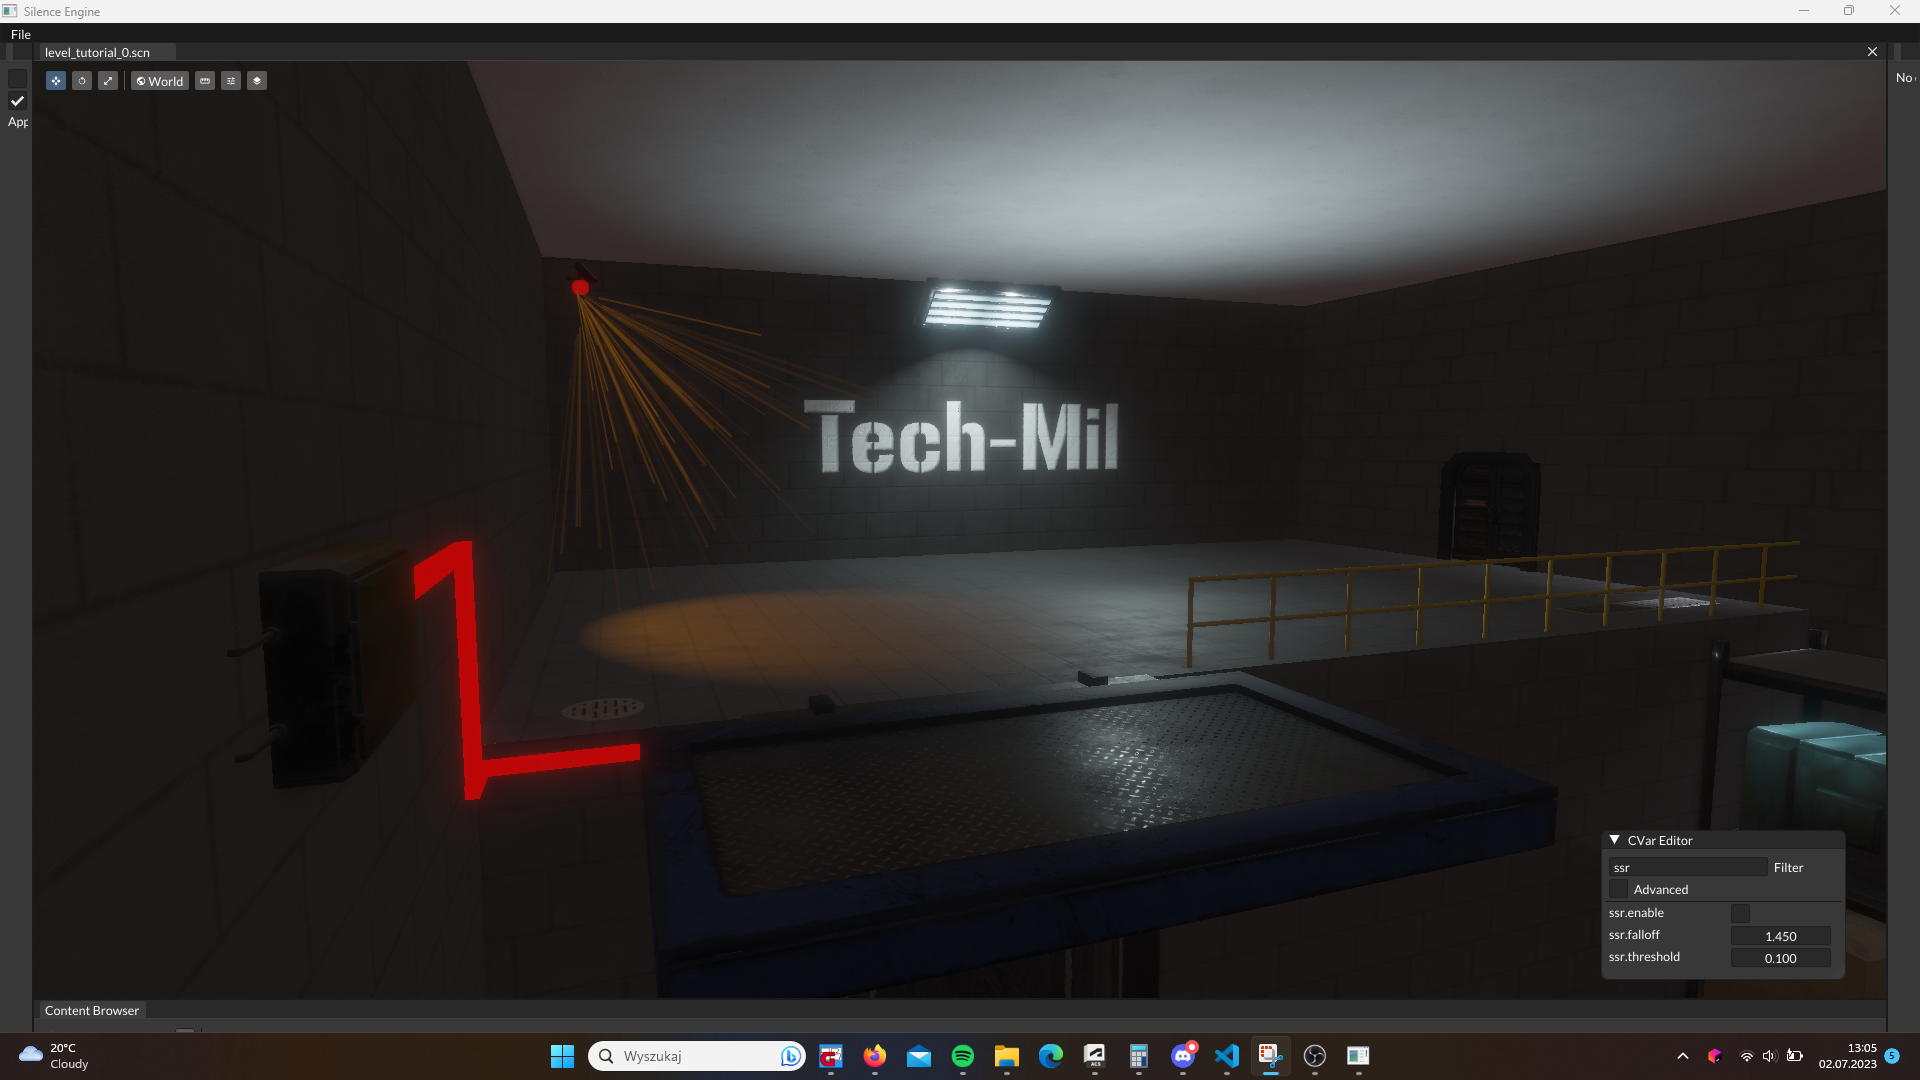 Silence Engine
File
level_tutorial_0.scn
World
No
App
Tech-Mil
CVar Editor
ssr
Filter
Advanced
ssr.enable
ssr.falloff
1.450
ssr.threshold
0.100
Content Browser
20°C
Cloudy
Wyszukaj
ACS
13:05
02.07.2023
5